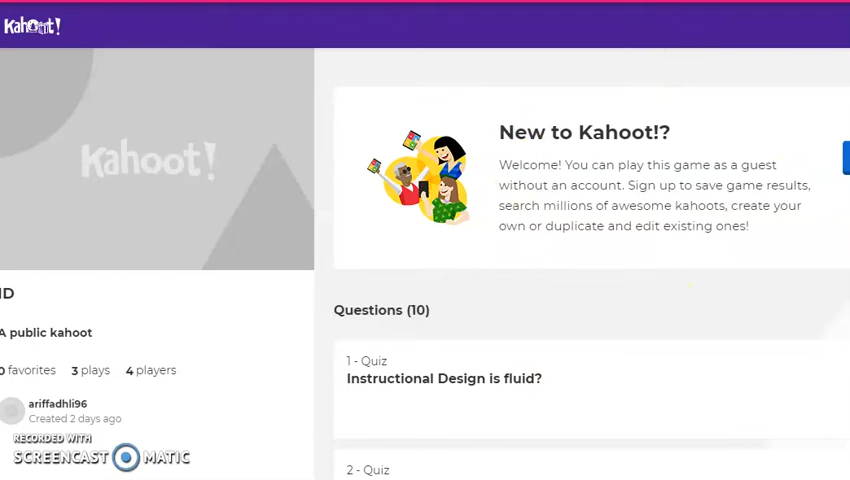 Kahoot!
Kahoot!
ID
A public kahoot
0 favorites 3 plays 4 players
ariffadhli96
Created 2 days ago
New to Kahoot!?
Welcome! You can play this game as a guest
without an account. Sign up to save game results,
search millions of awesome kahoots, create your
own or duplicate and edit existing ones!
Questions (10)
1 - Quiz
Instructional Design is fluid?
2 - Quiz
RECORDED WITH
SCREENCAST MATIC